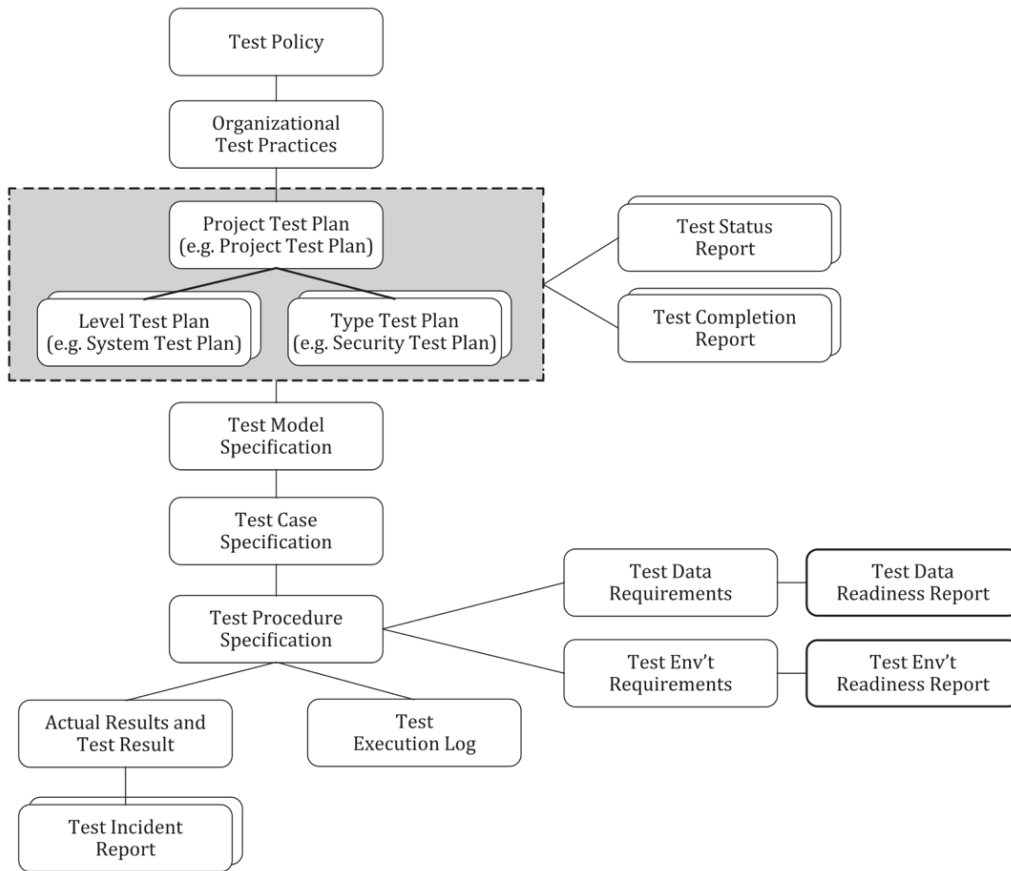 Test Policy
Organizational
Test Practices
Project Test Plan
(e.g. Project Test Plan)
Level Test Plan
(e.g. System Test Plan)
Type Test Plan
(e.g. Security Test Plan)
Test Status
Report
Test Completion
Report
Test Model
Specification
Test Case
Specification
Test Procedure
Specification
Test Data
Requirements
Test Data
Readiness Report
Test Env’t
Requirements
Test Env’t
Readiness Report
Actual Results and
Test Result
Test
Execution Log
Test Incident
Report